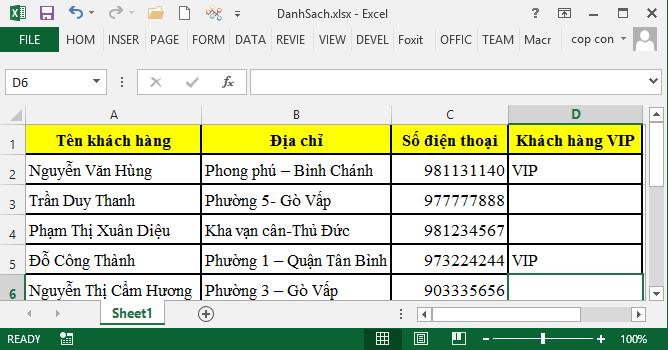 DanhSach.xlsx - Excel
FILE HOM INSER PAGE FORM DATA REVIE VIEW DEVEL Foxit OFFIC TEAM Macr cop con
D6
A B C D
1 Tên khách hàng Địa chỉ Số điện thoại Khách hàng VIP
2 Nguyễn Văn Hùng Phong phú – Bình Chánh 981131140 VIP
3 Trần Duy Thanh Phường 5- Gò Vấp 977777888
4 Phạm Thị Xuân Diệu Kha vạn cân-Thủ Đức 981234567
5 Đỗ Công Thành Phường 1 – Quận Tân Bình 973224244 VIP
6 Nguyễn Thị Cẩm Hương Phường 3 – Gò Vấp 903335656
Sheet1
READY 100%